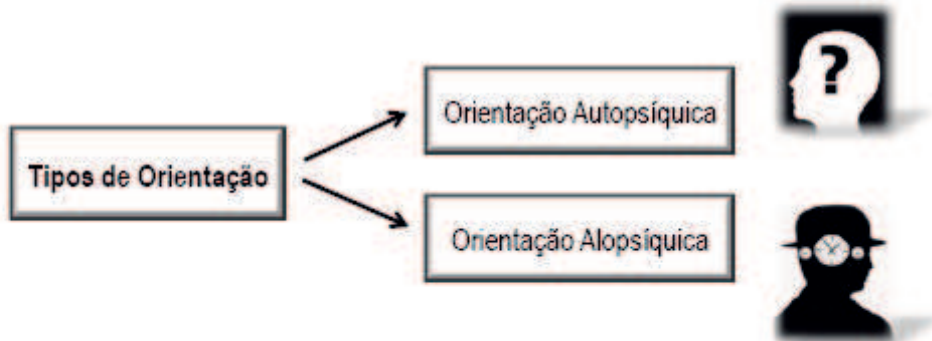 Tipos de Orientação
Orientação Autopsíquica
Orientação Alopsíquica
?